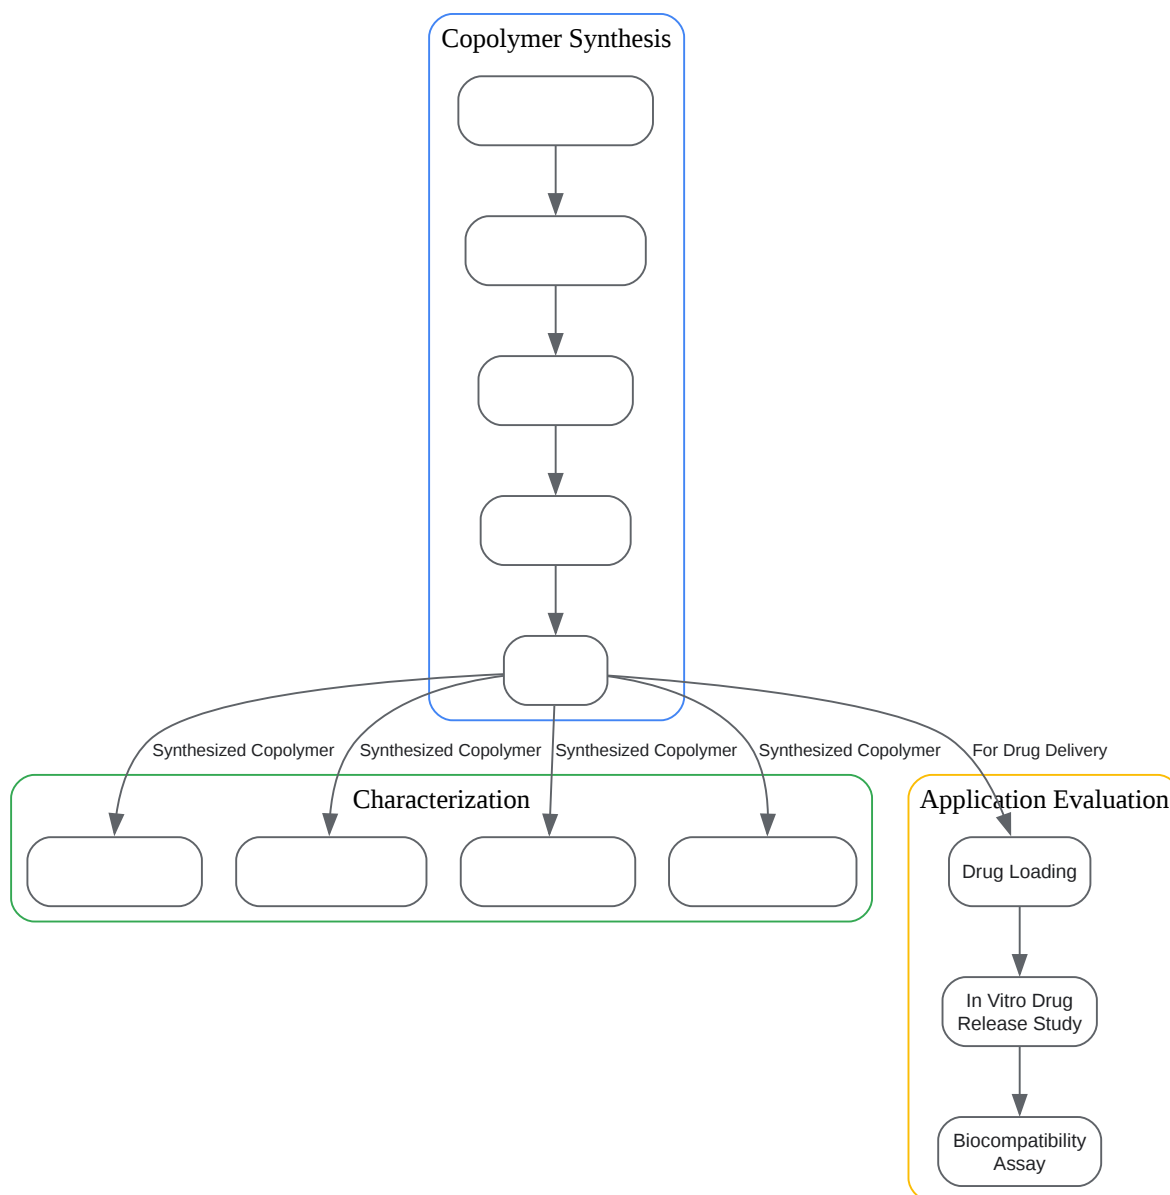 Copolymer Synthesis
Synthesized Copolymer
Synthesized Copolymer
Synthesized Copolymer
Synthesized Copolymer
For Drug Delivery
Characterization
Application Evaluation
Drug Loading
In Vitro Drug
Release Study
Biocompatibility
Assay